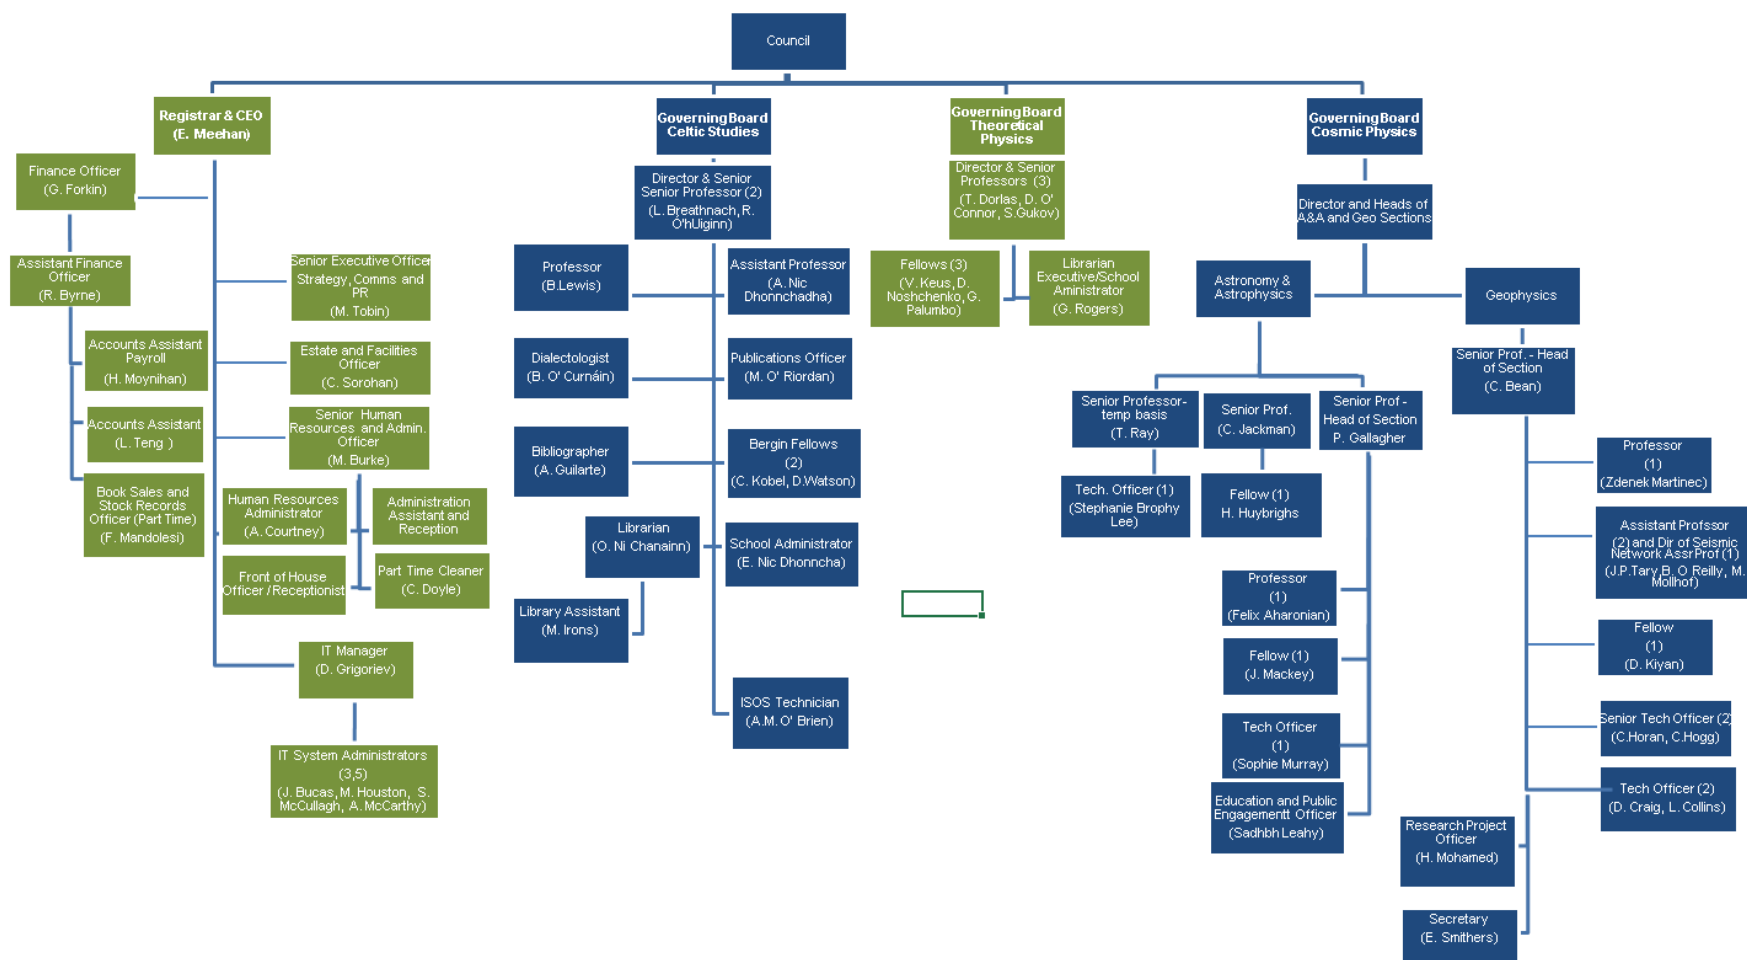 Council
Registrar & CEO
(E. Meehan)
Finance Officer
(G. Forkin)
Assistant Finance
Officer
(R. Byrne)
Accounts Assistant
Payroll
(H. Moynihan)
Accounts Assistant
(L. Teng )
Book Sales and
Stock Records
Officer (Part Time)
(F. Mandolesi)
Senior Executive Officer
Strategy, Comms and
PR
(M. Tobin)
Estate and Facilities
Officer
(C. Sorohan)
Senior Human
Resources and Admin.
Officer
(M. Burke)
Human Resources
Administrator
(A. Courtney)
Administration
Assistant and
Reception
Front of House
Officer /Receptionist
Part Time Cleaner
(C. Doyle)
IT Manager
(D. Grigoriev)
IT System Administrators
(3,5)
(J. Bucas, M. Houston, S.
McCullagh, A. McCarthy)
Governing Board
Celtic Studies
Director & Senior
Senior Professor (2)
(L. Breathnach, R.
O'hUiginn)
Professor
(B.Lewis)
Assistant Professor
(A. Nic
Dhonnchadha)
Dialectologist
(B. O' Curnáin)
Publications Officer
(M. O' Riordan)
Bibliographer
(A. Guilarte)
Bergin Fellows
(2)
(C. Kobel, D.Watson)
Librarian
(O. Ni Chanainn)
School Administrator
(E. Nic Dhonncha)
Library Assistant
(M. Irons)
ISOS Technician
(A.M. O' Brien)
Governing Board
Theoretical
Physics
Director & Senior
Professors (3)
(T. Dorlas, D. O'
Connor, S.Gukov)
Fellows (3)
(V. Keus, D.
Noshchenko, G.
Palumbo)
Librarian
Executive/School
Aministrator
(G. Rogers)
Governing Board
Cosmic Physics
Director and Heads of
A&A and Geo Sections
Astronomy &
Astrophysics
Geophysics
Senior Professor-
temp basis
(T. Ray)
Senior Prof.
(C. Jackman)
Senior Prof -
Head of Section
P. Gallagher
Tech. Officer (1)
(Stephanie Brophy
Lee)
Fellow (1)
H. Huybrighs
Professor
(1)
(Felix Aharonian)
Fellow (1)
(J. Mackey)
Tech Officer
(1)
(Sophie Murray)
Education and Public
Engagementt Officer
(Sadhbh Leahy)
Senior Prof. - Head
of Section
(C. Bean)
Professor
(1)
(Zdenek Martinec)
Assistant Profssor
(2) and Dir of Seismic
Network AssrProf (1)
(J.P.Tary,B. O Reilly, M.
Mollhof)
Fellow
(1)
(D. Kiyan)
Senior Tech Officer (2)
(C.Horan, C.Hogg)
Tech Officer (2)
(D. Craig, L. Collins)
Research Project
Officer
(H. Mohamed)
Secretary
(E. Smithers)